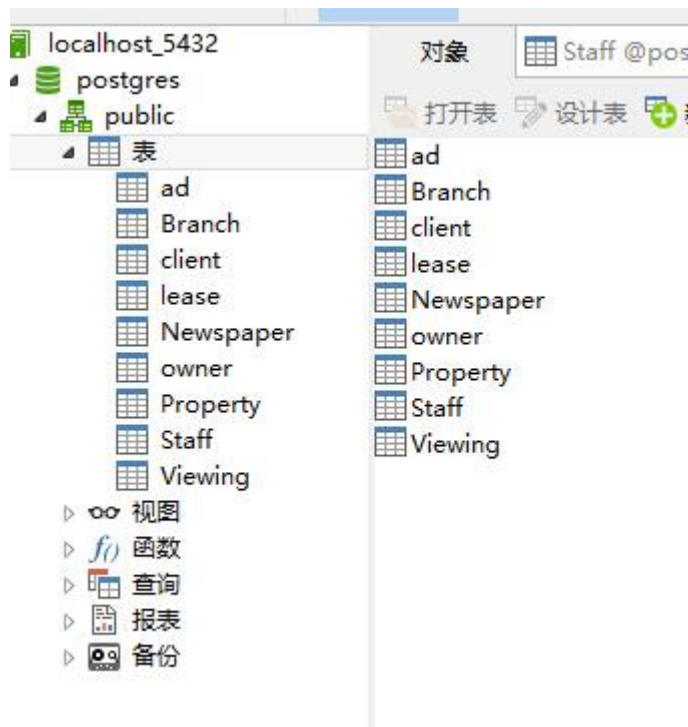 localhost_5432
postgres
public
表
ad
Branch
client
lease
Newspaper
owner
Property
Staff
Viewing
视图
f() 函数
查询
报表
备份
对象 Staff @pos
打开表 设计表
ad
Branch
client
lease
Newspaper
owner
Property
Staff
Viewing